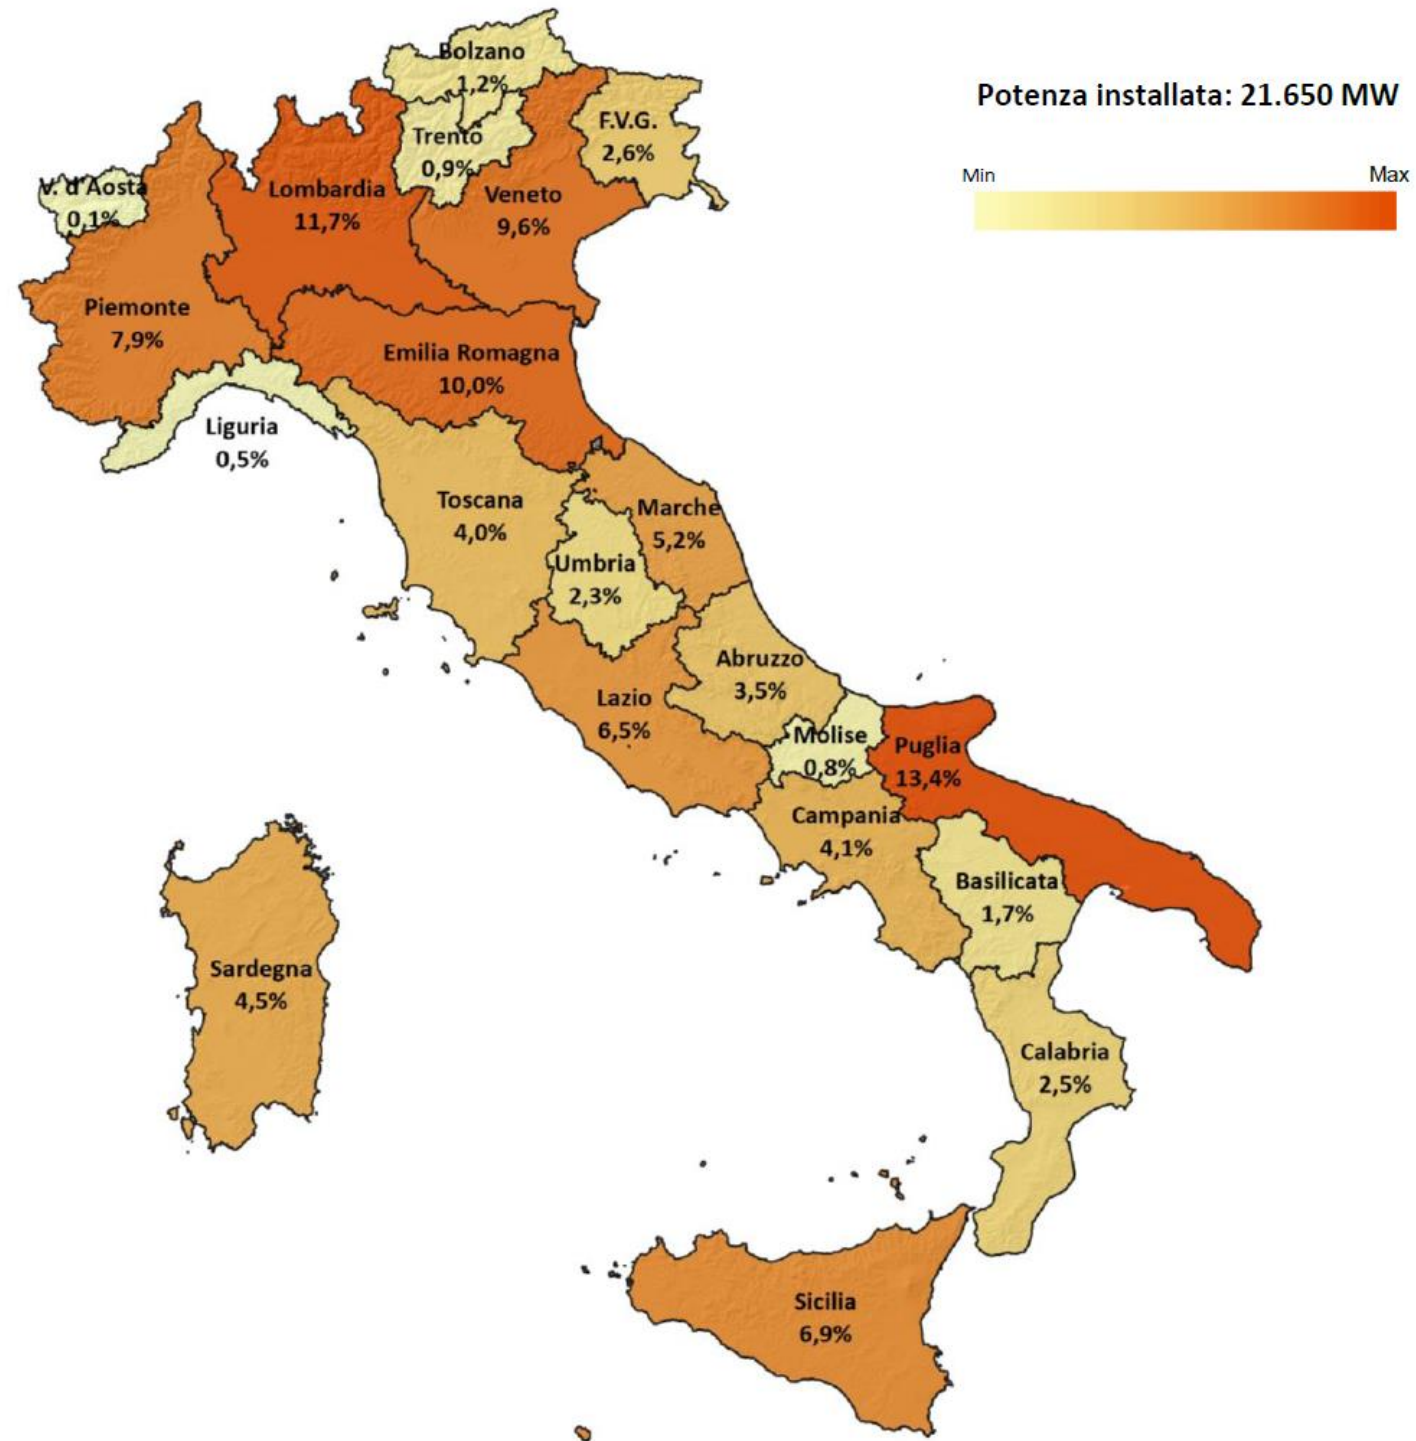 Potenza installata: 21.650 MW
Min
Max
Bolzano
1,2%
Trento
0,9%
F.V.G.
2,6%
V. d'Aosta
0,1%
Lombardia
11,7%
Veneto
9,6%
Piemonte
7,9%
Emilia Romagna
10,0%
Liguria
0,5%
Toscana
4,0%
Marche
5,2%
Umbria
2,3%
Abruzzo
3,5%
Lazio
6,5%
Molise
0,8%
Puglia
13,4%
Campania
4,1%
Basilicata
1,7%
Sardegna
4,5%
Calabria
2,5%
Sicilia
6,9%